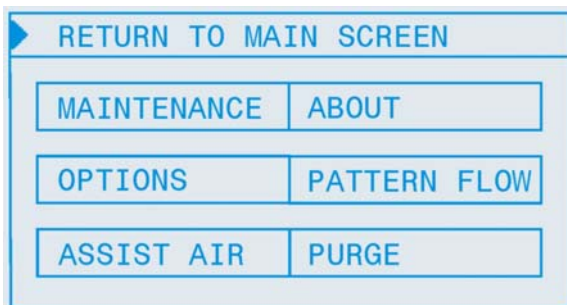 RETURN TO MAIN SCREEN
MAINTENANCE ABOUT
OPTIONS PATTERN FLOW
ASSIST AIR PURGE